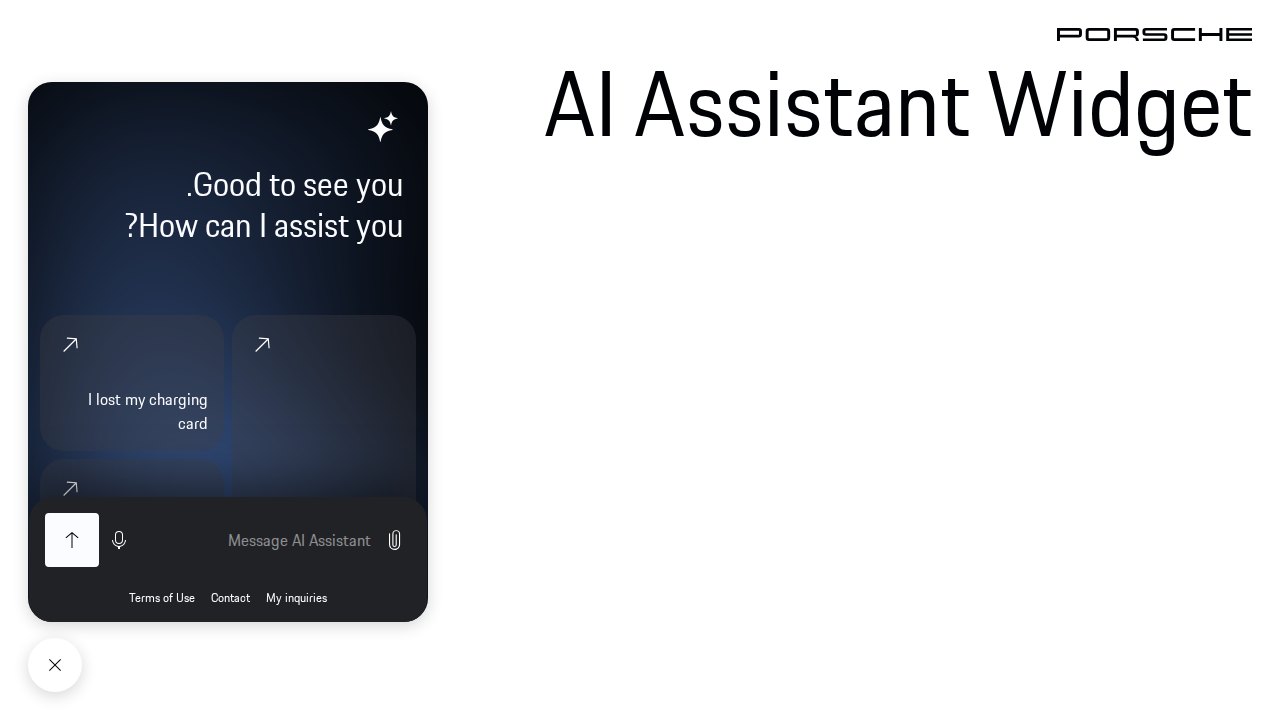 PORSCHE
AI Assistant Widget
.Good to see you
?How can I assist you
I lost my charging
card
Message AI Assistant
Terms of Use
Contact
My inquiries